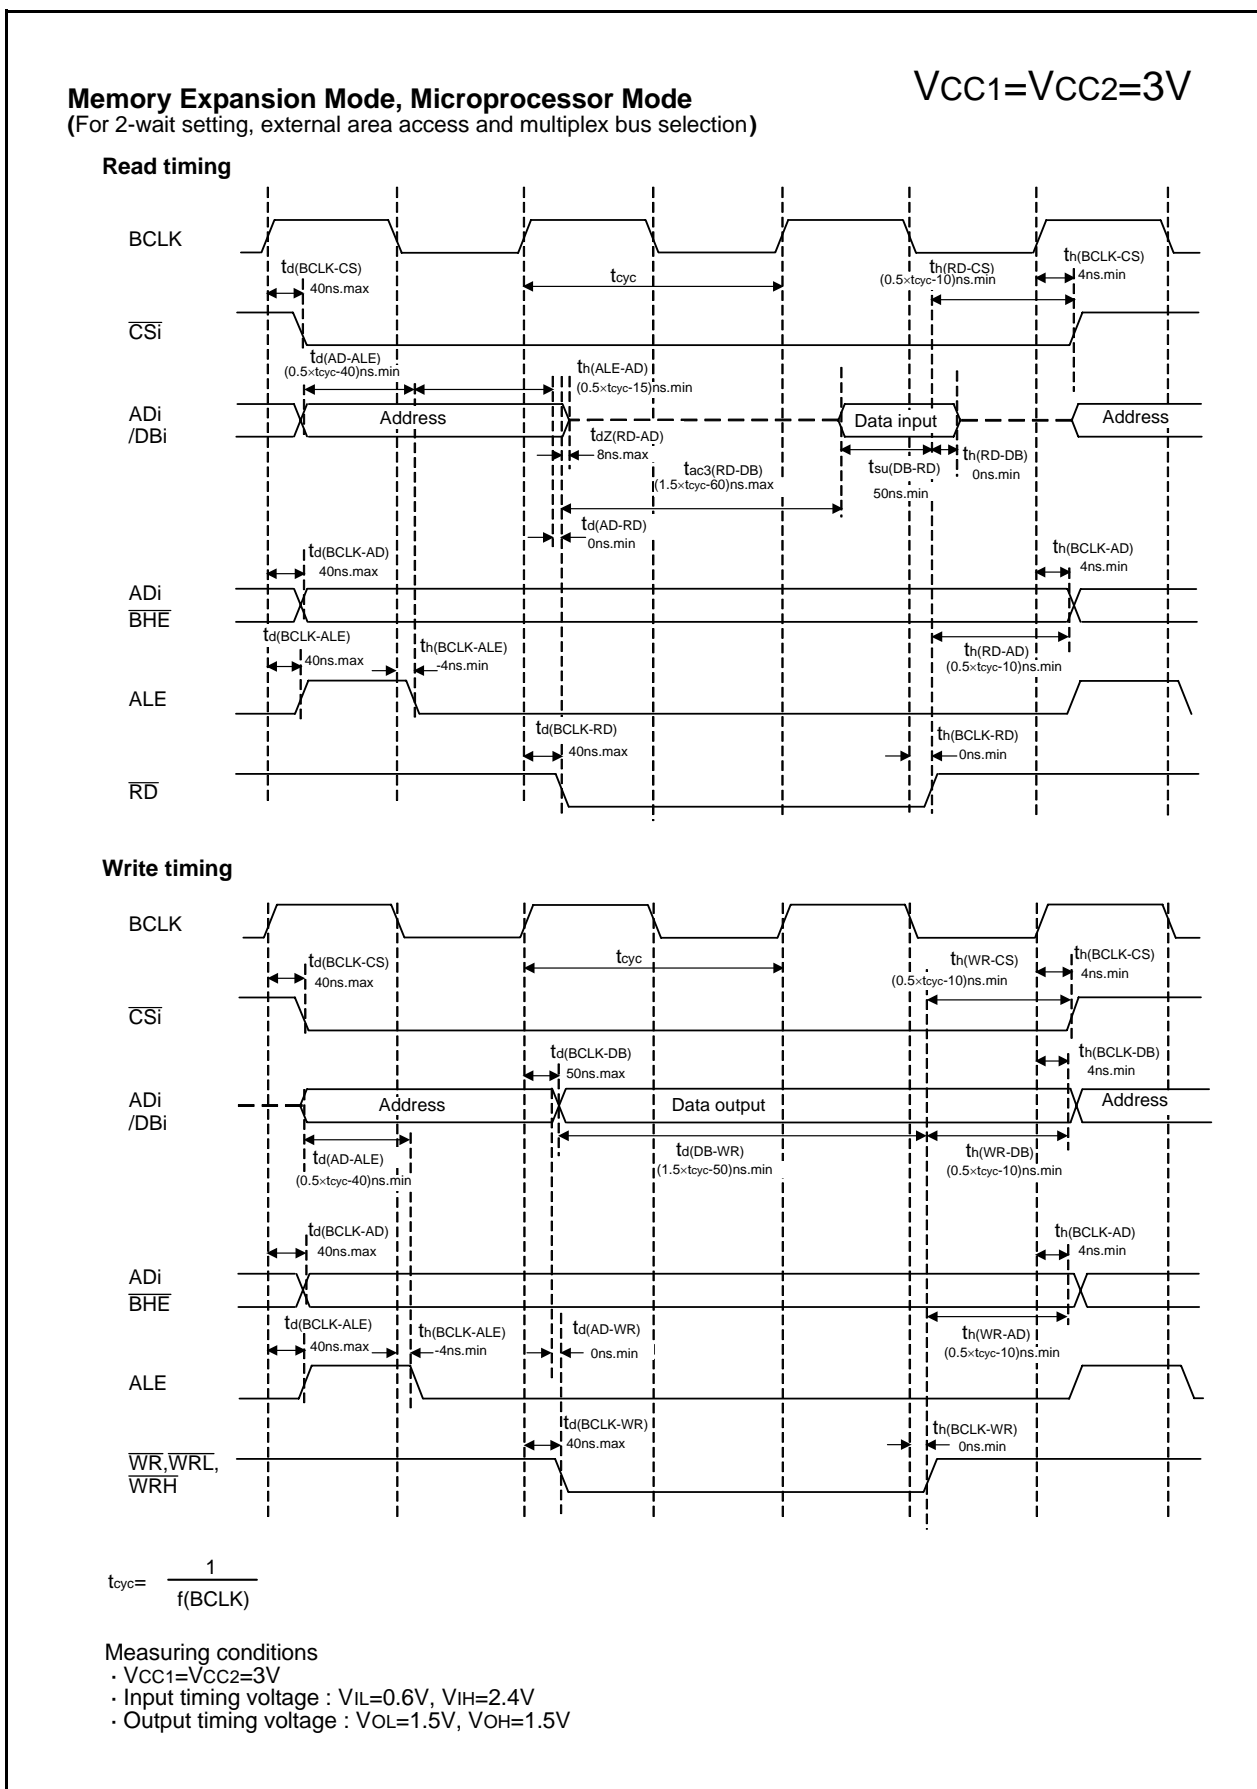 VCC1=VCC2=3V
Memory Expansion Mode, Microprocessor Mode
(For 2-wait setting, external area access and multiplex bus selection)
Read timing
BCLK
td(BCLK-CS)
40ns.max
tcyc
th(RD-CS)
(0.5×tcyc-10)ns.min
th(BCLK-CS)
4ns.min
CSi
td(AD-ALE)
(0.5×tcyc-40)ns.min
th(ALE-AD)
(0.5×tcyc-15)ns.min
ADi
/DBi
Address
Data input
Address
tdZ(RD-AD)
8ns.max
tac3(RD-DB)
(1.5×tcyc-60)ns.max
tsu(DB-RD)
50ns.min
th(RD-DB)
0ns.min
td(AD-RD)
0ns.min
td(BCLK-AD)
40ns.max
th(BCLK-AD)
4ns.min
ADi
BHE
td(BCLK-ALE)
40ns.max
th(BCLK-ALE)
-4ns.min
th(RD-AD)
(0.5×tcyc-10)ns.min
ALE
td(BCLK-RD)
40ns.max
th(BCLK-RD)
0ns.min
RD
Write timing
BCLK
td(BCLK-CS)
40ns.max
tcyc
th(WR-CS)
(0.5×tcyc-10)ns.min
th(BCLK-CS)
4ns.min
CSi
td(BCLK-DB)
50ns.max
th(BCLK-DB)
4ns.min
ADi
/DBi
Address
Data output
Address
td(AD-ALE)
(0.5×tcyc-40)ns.min
td(DB-WR)
(1.5×tcyc-50)ns.min
th(WR-DB)
(0.5×tcyc-10)ns.min
td(BCLK-AD)
40ns.max
th(BCLK-AD)
4ns.min
ADi
BHE
td(BCLK-ALE)
40ns.max
th(BCLK-ALE)
-4ns.min
td(AD-WR)
0ns.min
th(WR-AD)
(0.5×tcyc-10)ns.min
ALE
td(BCLK-WR)
40ns.max
th(BCLK-WR)
0ns.min
WR,WRL,
WRH
tcyc=
1
f(BCLK)
Measuring conditions
· VCC1=VCC2=3V
· Input timing voltage : VIL=0.6V, VIH=2.4V
· Output timing voltage : VOL=1.5V, VOH=1.5V